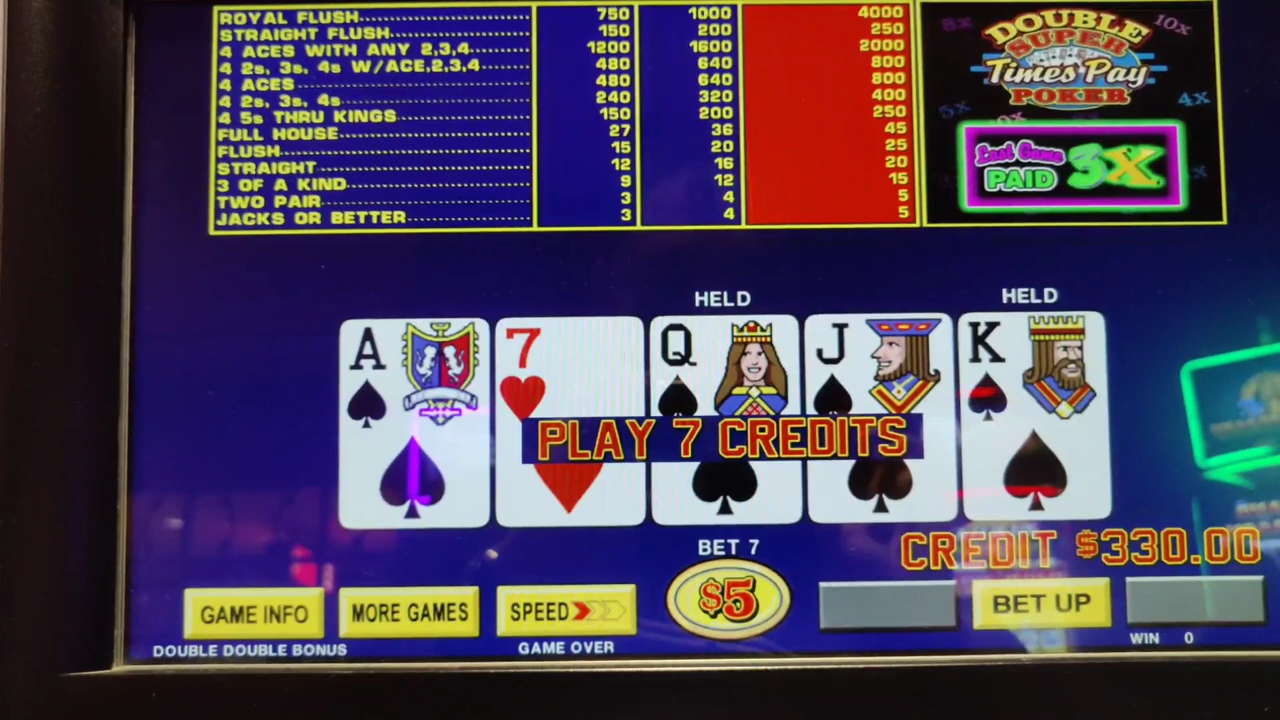 ROYAL FLUSH 750 1000 4000
STRAIGHT FLUSH 150 200 250
4 ACES WITH ANY 2,3,4 1200 1600 2000
4 2s, 3s, 4s W/ACE,2,3,4 480 640 800
4 ACES 480 640 800
4 2s, 3s, 4s 240 320 400
4 5s THRU KINGS 150 200 250
FULL HOUSE 27 36 45
FLUSH 15 20 25
STRAIGHT 12 16 20
3 OF A KIND 9 12 15
TWO PAIR 3 4 5
JACKS OR BETTER 3 4 5
DOUBLE
SUPER
Times Pay
POKER
10x
5x
4x
Last Game
PAID 3X
HELD HELD
A 7 Q J K
PLAY 7 CREDITS
BET 7
CREDIT $330.00
GAME INFO MORE GAMES SPEED $5 BET UP
DOUBLE DOUBLE BONUS GAME OVER WIN 0